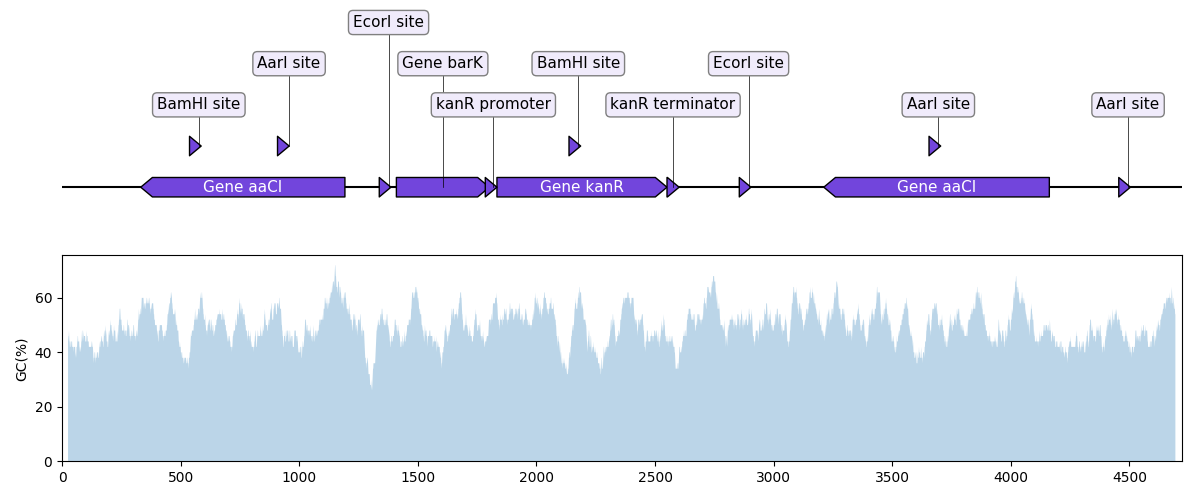 EcorI site
AarI site
Gene barK
BamHI site
EcorI site
BamHI site
kanR promoter
kanR terminator
AarI site
AarI site
Gene aaCI
Gene kanR
Gene aaCI
GC(%)
60
40
20
0
0
500
1000
1500
2000
2500
3000
3500
4000
4500